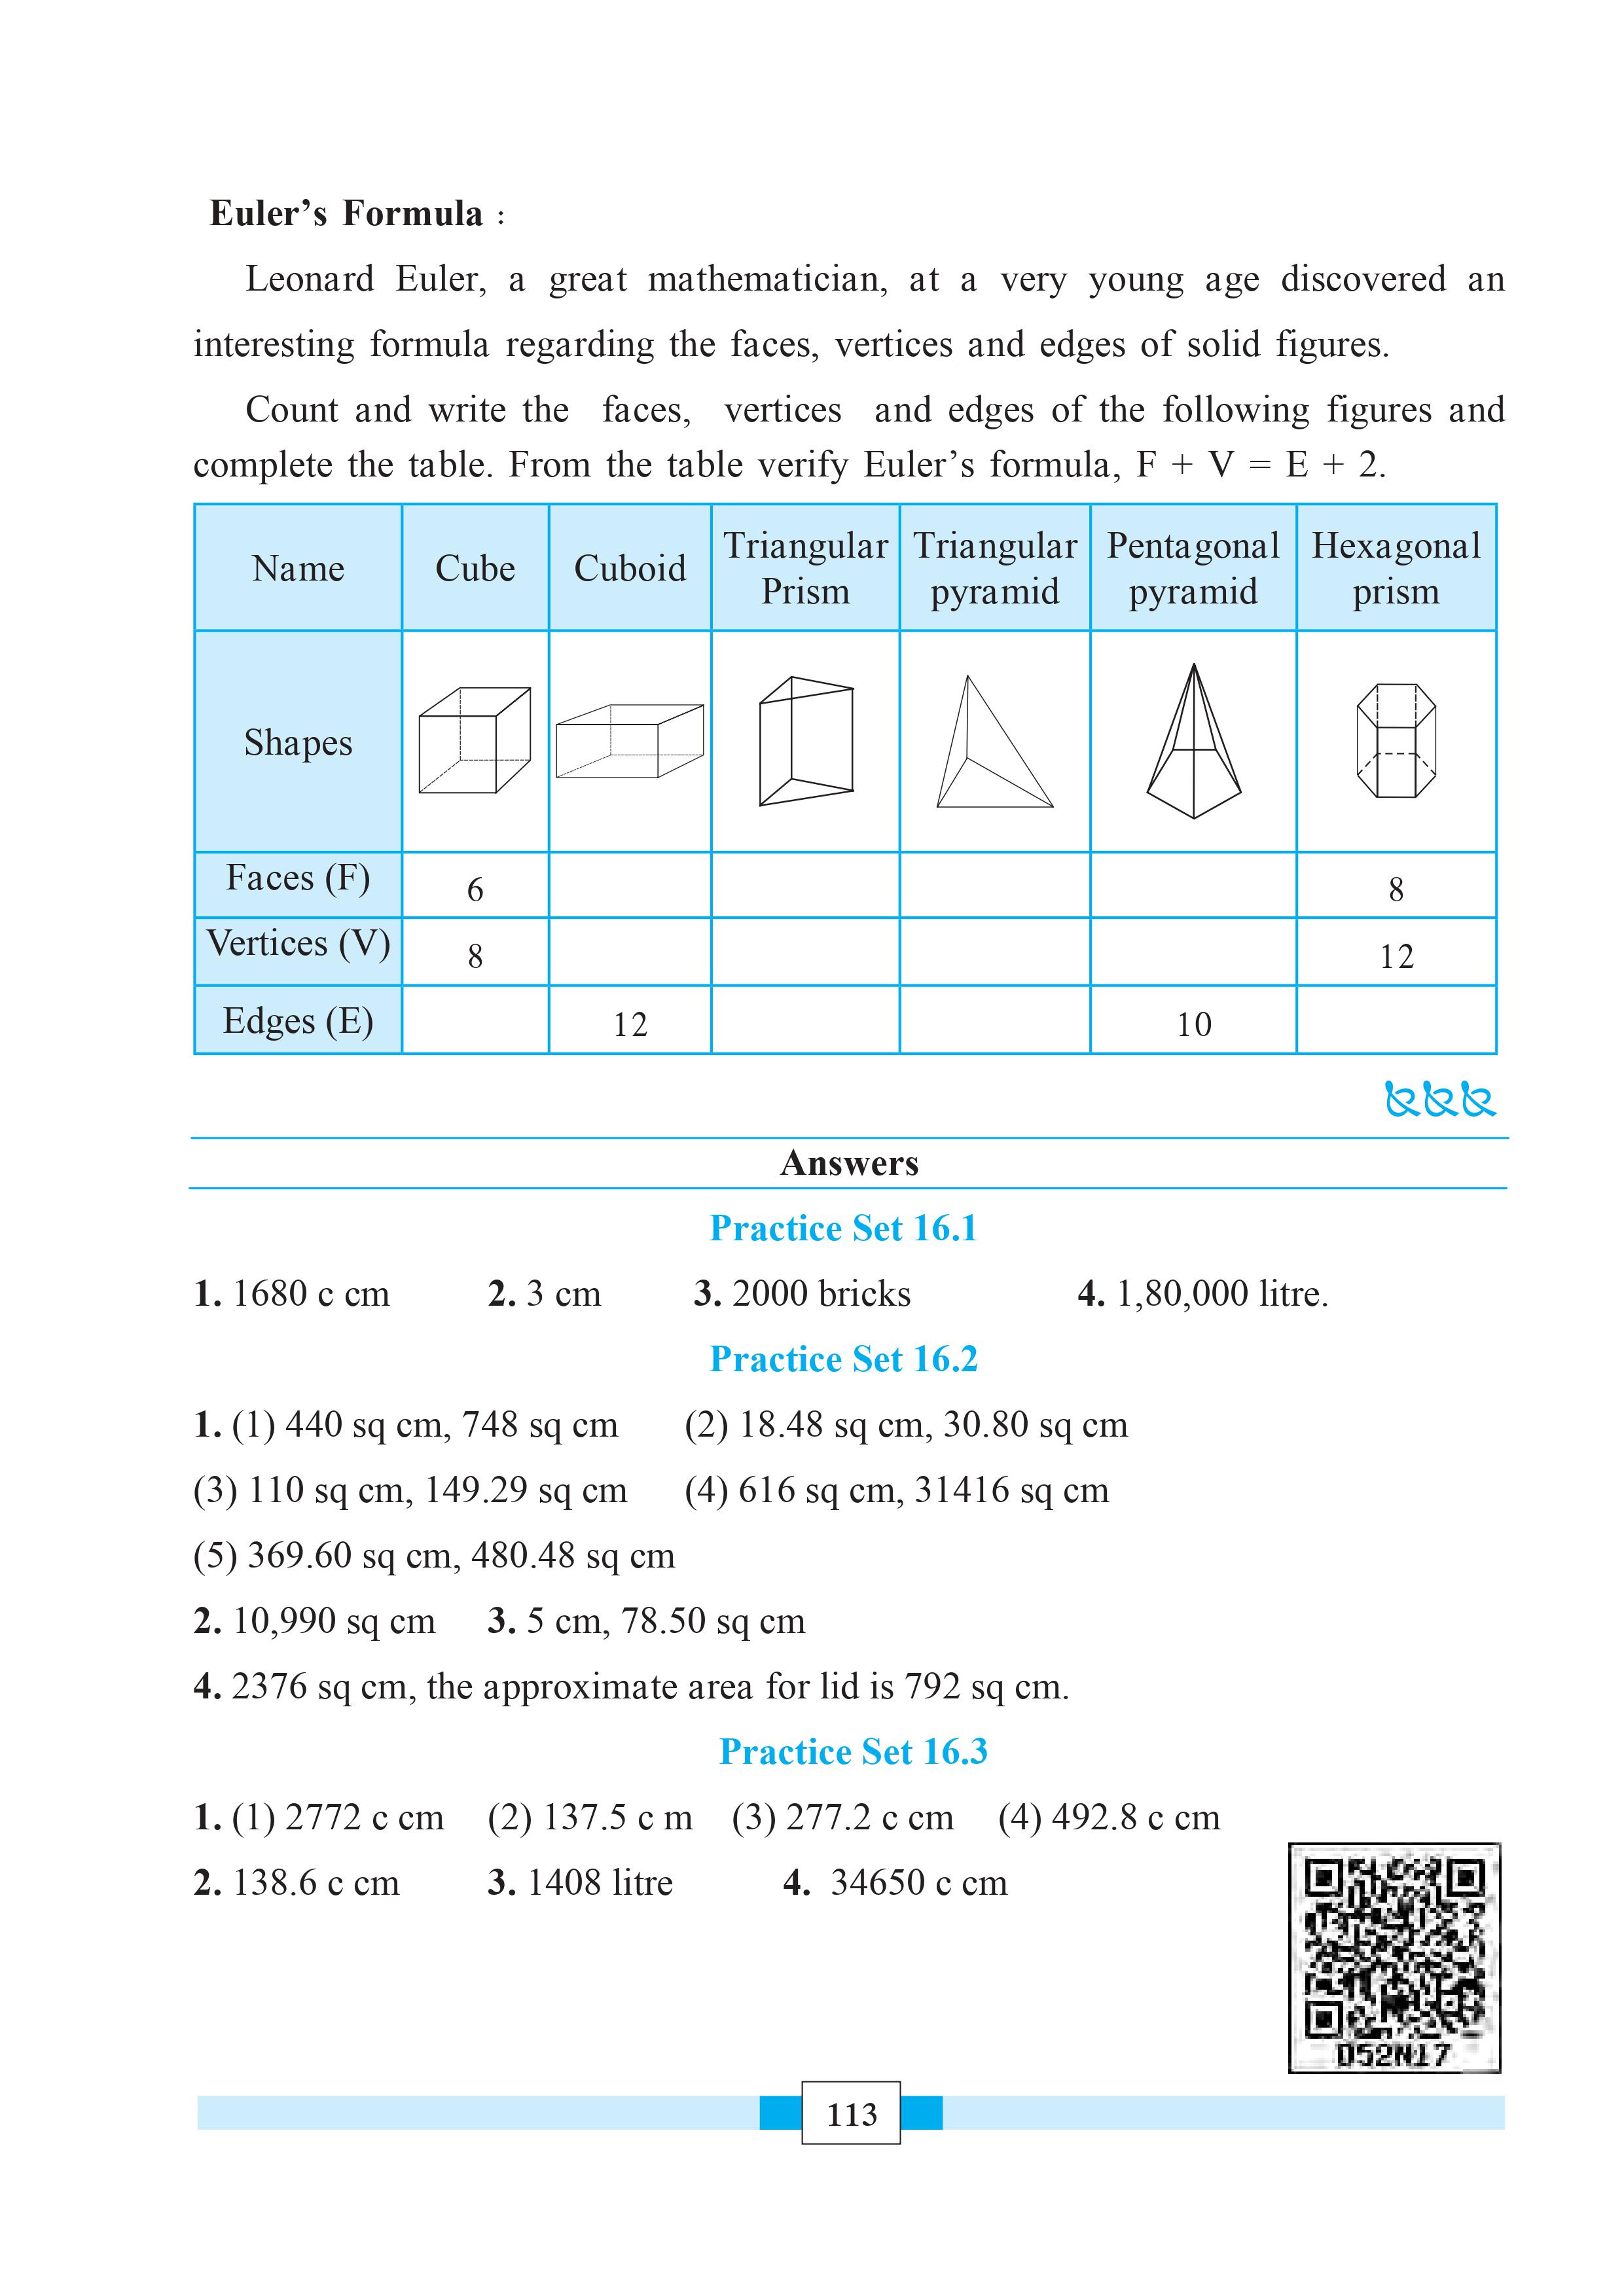 Euler’s Formula :
Leonard Euler, a great mathematician, at a very young age discovered an
interesting formula regarding the faces, vertices and edges of solid figures.
Count and write the faces, vertices and edges of the following figures and
complete the table. From the table verify Euler’s formula, F + V = E + 2.
Name Cube Cuboid Triangular Prism Triangular pyramid Pentagonal pyramid Hexagonal prism
Shapes
Faces (F) 6 8
Vertices (V) 8 12
Edges (E) 12 10
Answers
Practice Set 16.1
1. 1680 c cm 2. 3 cm 3. 2000 bricks 4. 1,80,000 litre.
Practice Set 16.2
1. (1) 440 sq cm, 748 sq cm (2) 18.48 sq cm, 30.80 sq cm
(3) 110 sq cm, 149.29 sq cm (4) 616 sq cm, 31416 sq cm
(5) 369.60 sq cm, 480.48 sq cm
2. 10,990 sq cm 3. 5 cm, 78.50 sq cm
4. 2376 sq cm, the approximate area for lid is 792 sq cm.
Practice Set 16.3
1. (1) 2772 c cm (2) 137.5 c m (3) 277.2 c cm (4) 492.8 c cm
2. 138.6 c cm 3. 1408 litre 4. 34650 c cm
113